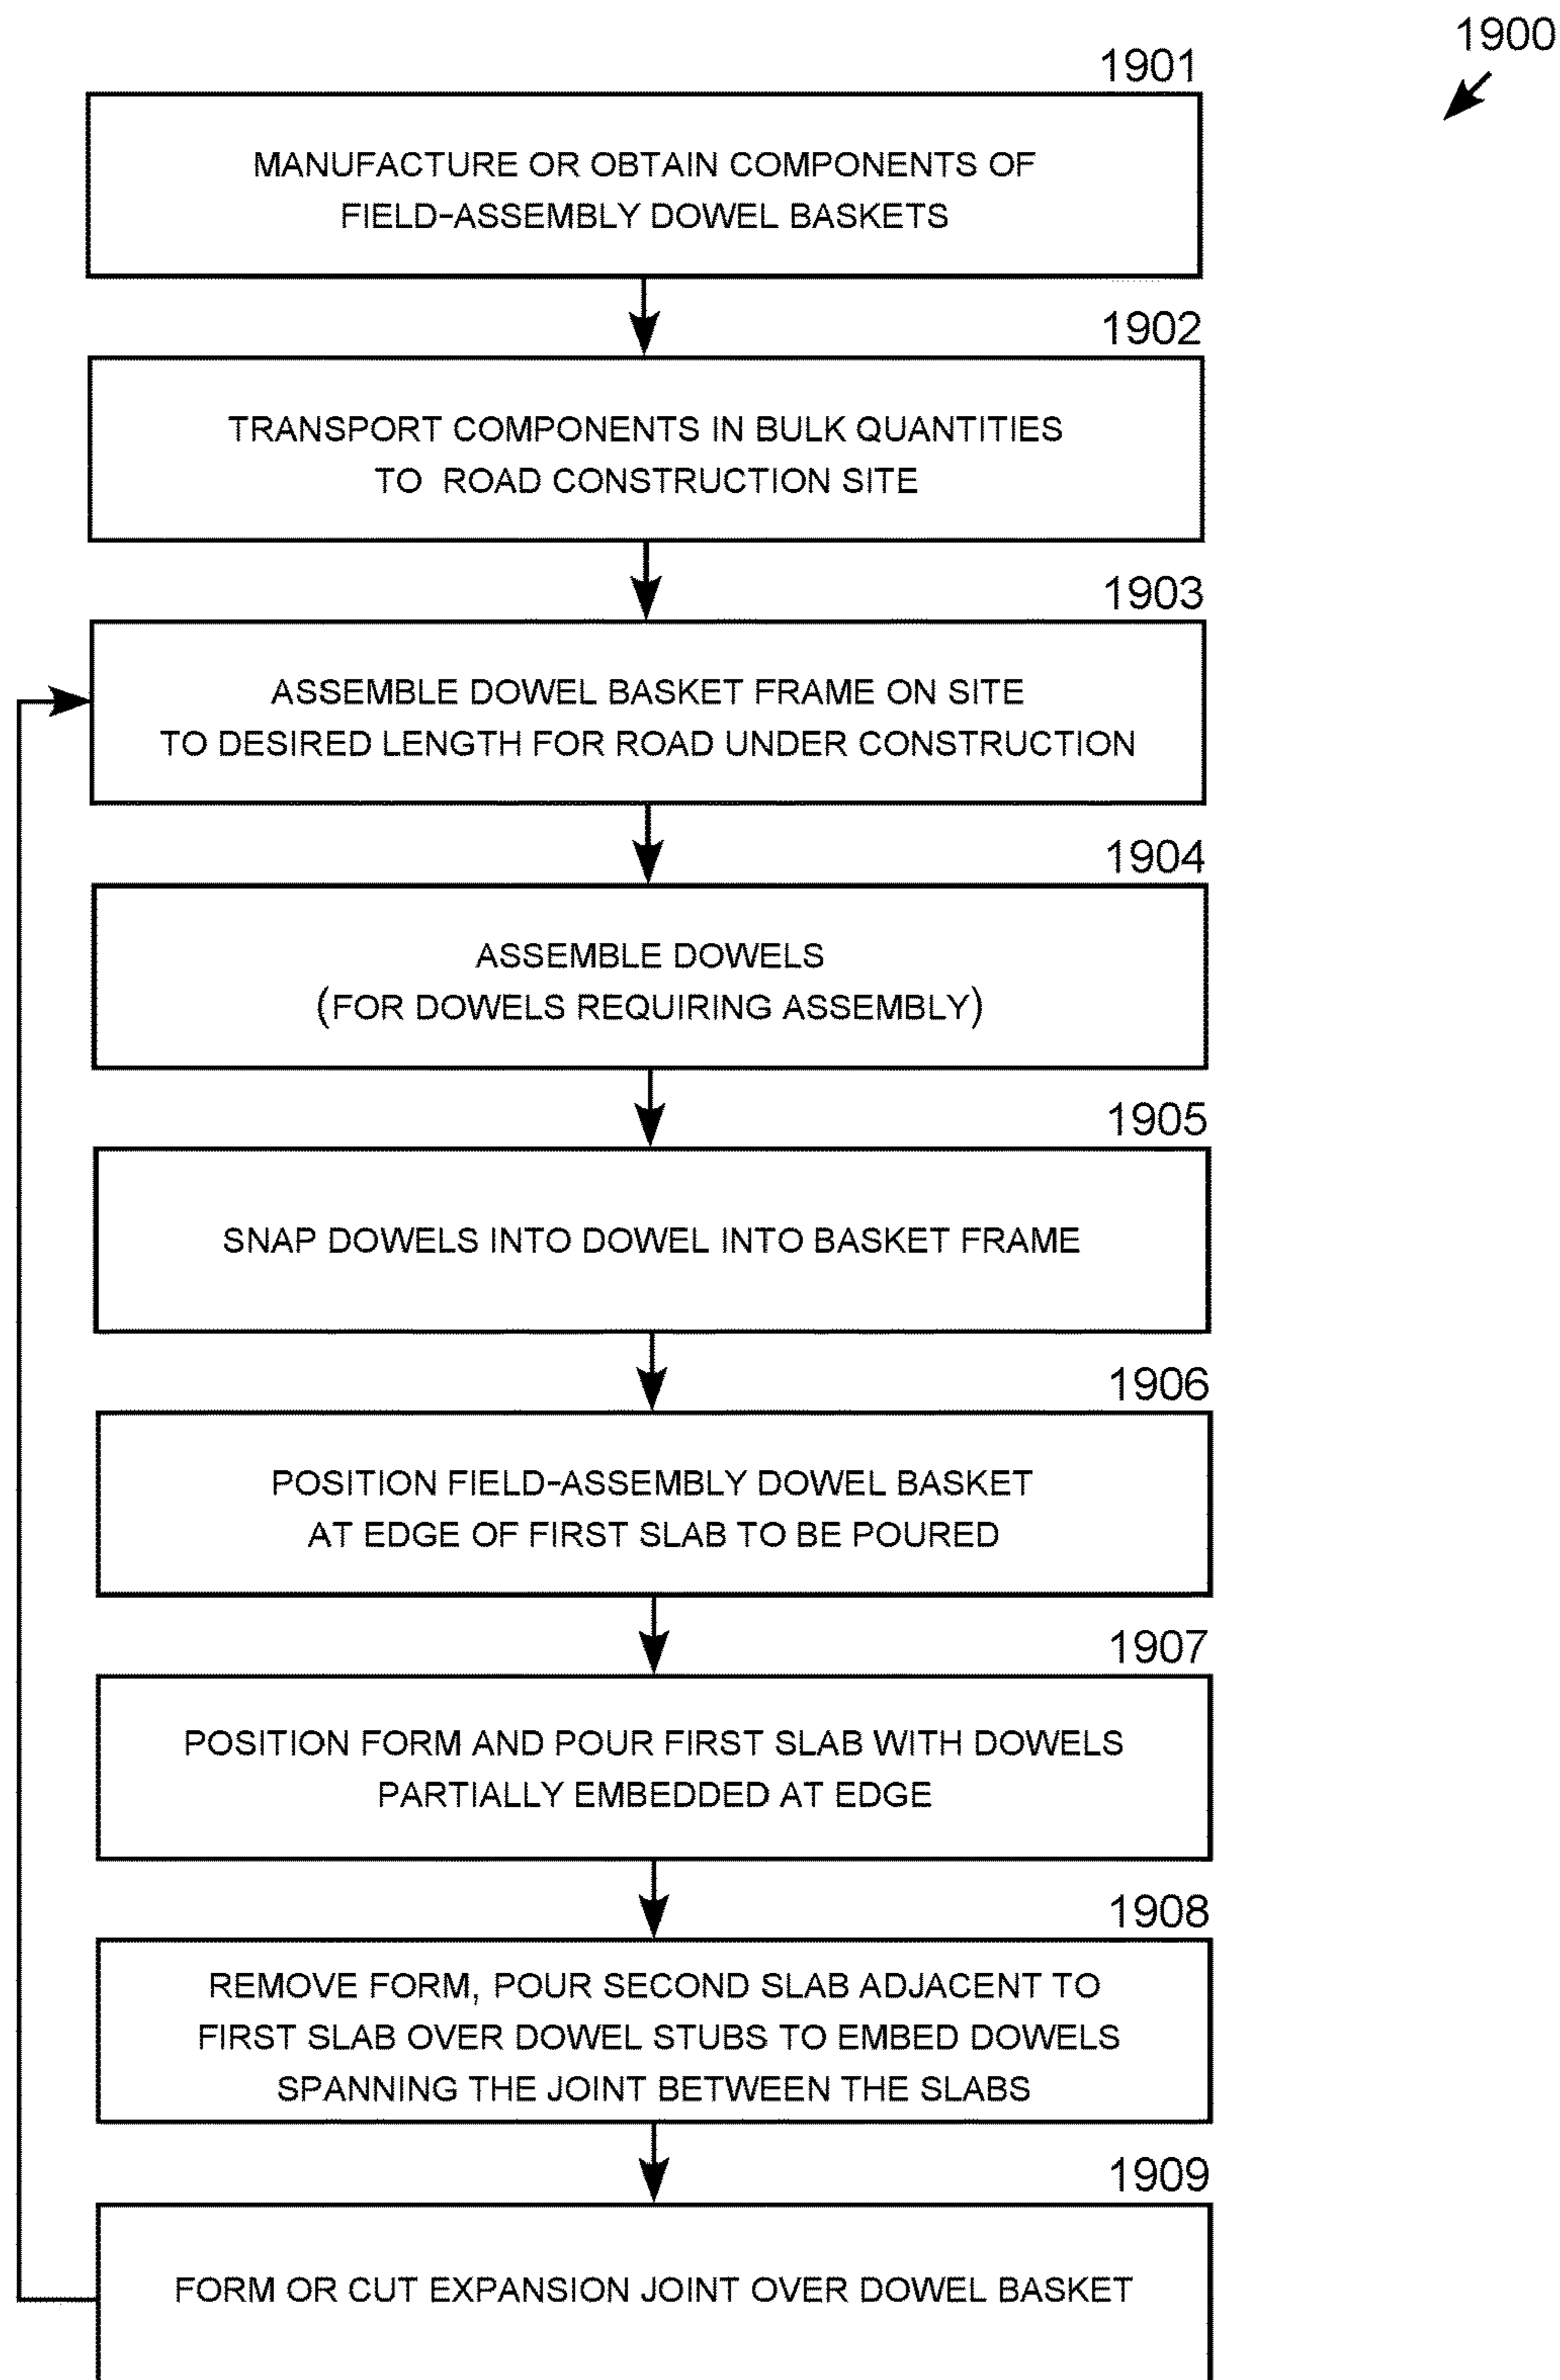 1900
1901
MANUFACTURE OR OBTAIN COMPONENTS OF
FIELD-ASSEMBLY DOWEL BASKETS
1902
TRANSPORT COMPONENTS IN BULK QUANTITIES
TO ROAD CONSTRUCTION SITE
1903
ASSEMBLE DOWEL BASKET FRAME ON SITE
TO DESIRED LENGTH FOR ROAD UNDER CONSTRUCTION
1904
ASSEMBLE DOWELS
(FOR DOWELS REQUIRING ASSEMBLY)
1905
SNAP DOWELS INTO DOWEL INTO BASKET FRAME
1906
POSITION FIELD-ASSEMBLY DOWEL BASKET
AT EDGE OF FIRST SLAB TO BE POURED
1907
POSITION FORM AND POUR FIRST SLAB WITH DOWELS
PARTIALLY EMBEDDED AT EDGE
1908
REMOVE FORM, POUR SECOND SLAB ADJACENT TO
FIRST SLAB OVER DOWEL STUBS TO EMBED DOWELS
SPANNING THE JOINT BETWEEN THE SLABS
1909
FORM OR CUT EXPANSION JOINT OVER DOWEL BASKET